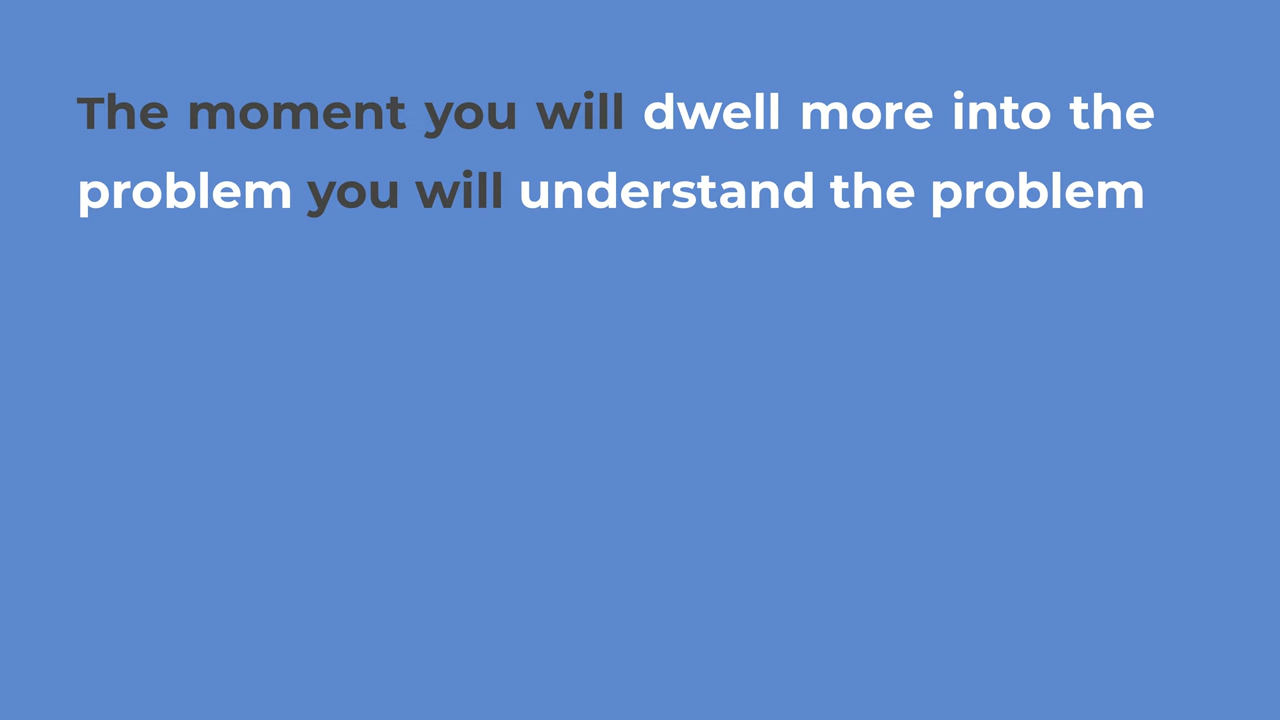 The moment you will dwell more into the
problem you will understand the problem